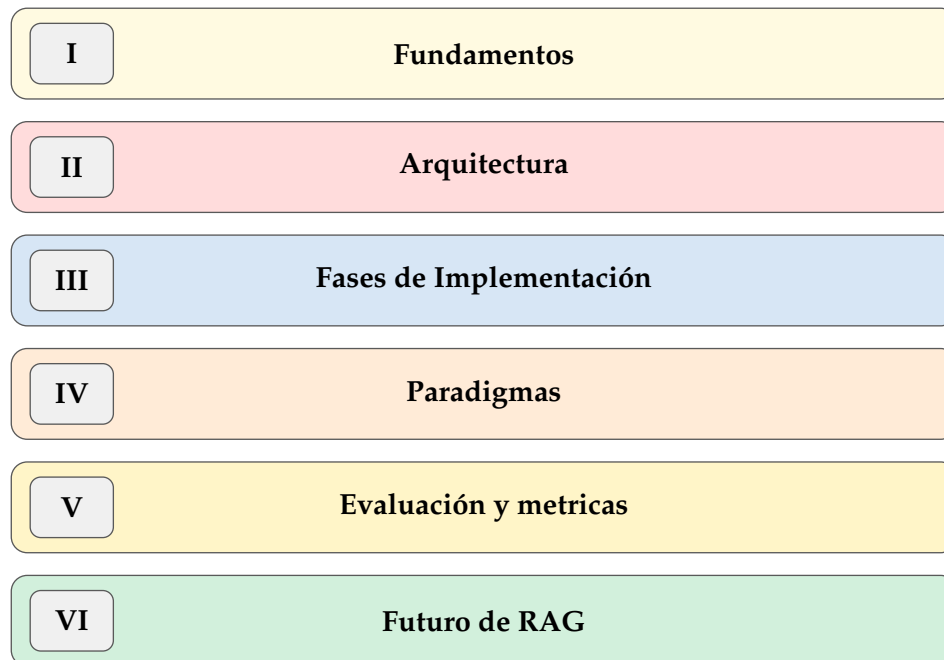 I
Fundamentos
II
Arquitectura
III
Fases de Implementación
IV
Paradigmas
V
Evaluación y metricas
VI
Futuro de RAG